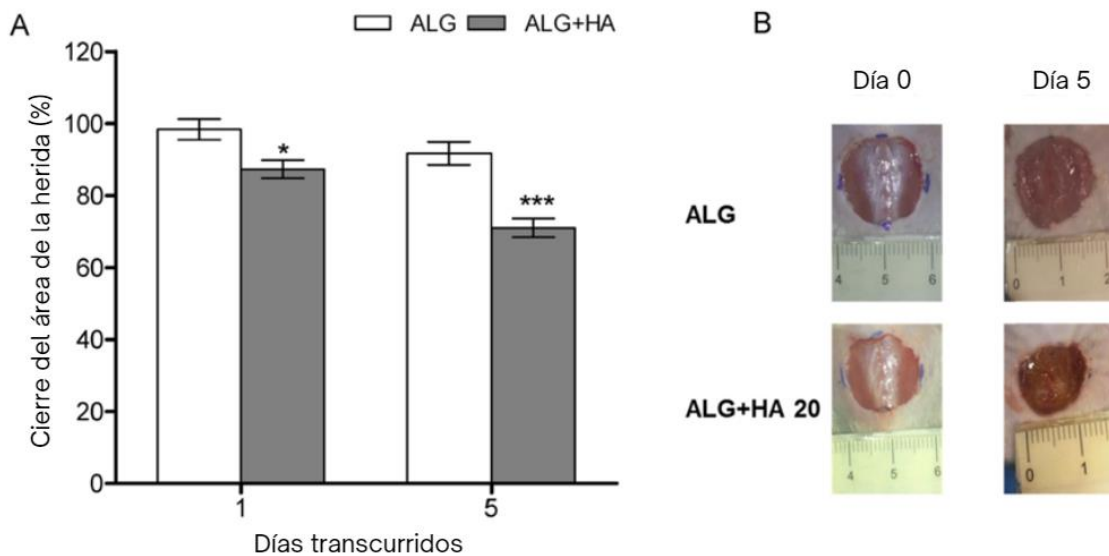 A
ALG ALG+HA
Cierre del área de la herida (%)
120
100
80
60
40
20
0
*
***
1 5
Días transcurridos
B
Día 0 Día 5
ALG
4 5 6
0 1 2
ALG+HA 20
4 5 6
0 1